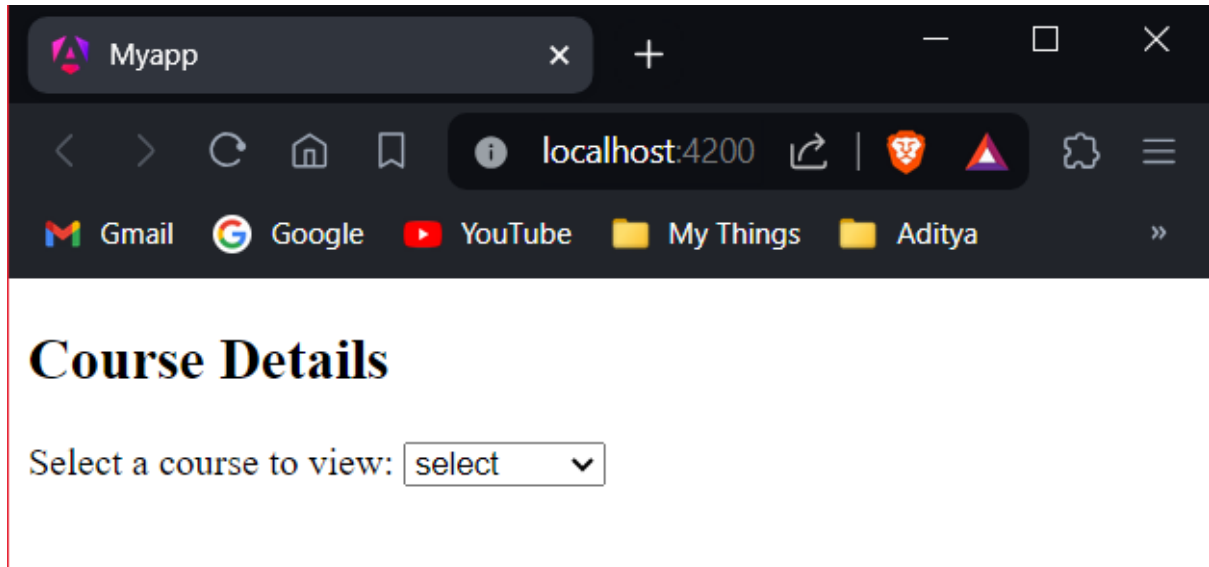 Myapp
localhost:4200
Gmail Google YouTube My Things Aditya
Course Details
Select a course to view: select